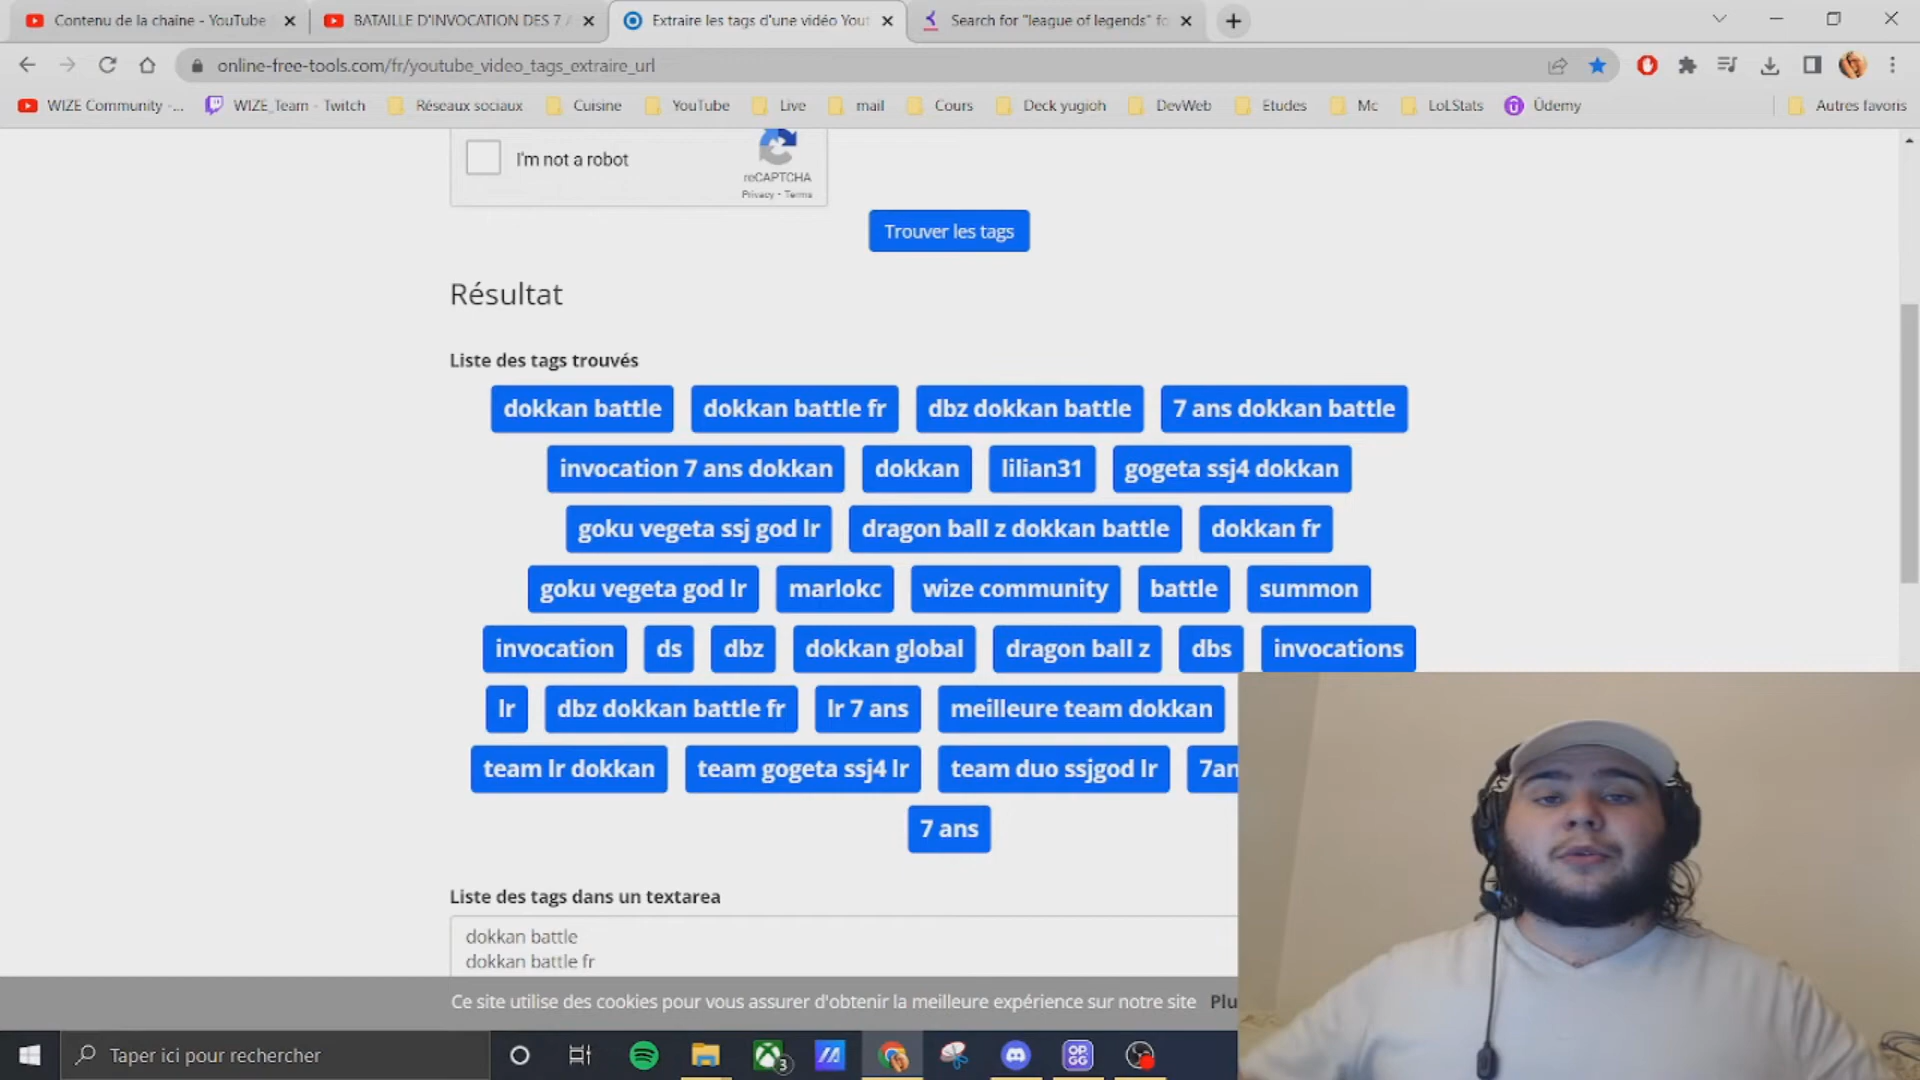 Contenu de la chaîne - YouTube
BATAILLE D'INVOCATION DES 7
Extraire les tags d'une vidéo Yout
Search for "league of legends" fo
online-free-tools.com/fr/youtube_video_tags_extraire_url
WIZE Community -...
WIZE_Team - Twitch
Réseaux sociaux
Cuisine
YouTube
Live
mail
Cours
Deck yugioh
DevWeb
Etudes
Mc
LoLStats
Üdemy
Autres favoris
I'm not a robot
reCAPTCHA
Privacy - Terms
Trouver les tags
Résultat
Liste des tags trouvés
dokkan battle dokkan battle fr dbz dokkan battle 7 ans dokkan battle
invocation 7 ans dokkan dokkan lilian31 gogeta ssj4 dokkan
goku vegeta ssj god lr dragon ball z dokkan battle dokkan fr
goku vegeta god lr marlokc wize community battle summon
invocation ds dbz dokkan global dragon ball z dbs invocations
lr dbz dokkan battle fr lr 7 ans meilleure team dokkan
team lr dokkan team gogeta ssj4 lr team duo ssjgod lr 7an
7 ans
Liste des tags dans un textarea
dokkan battle
dokkan battle fr
Ce site utilise des cookies pour vous assurer d'obtenir la meilleure expérience sur notre site Plu
Taper ici pour rechercher
3
OP.GG